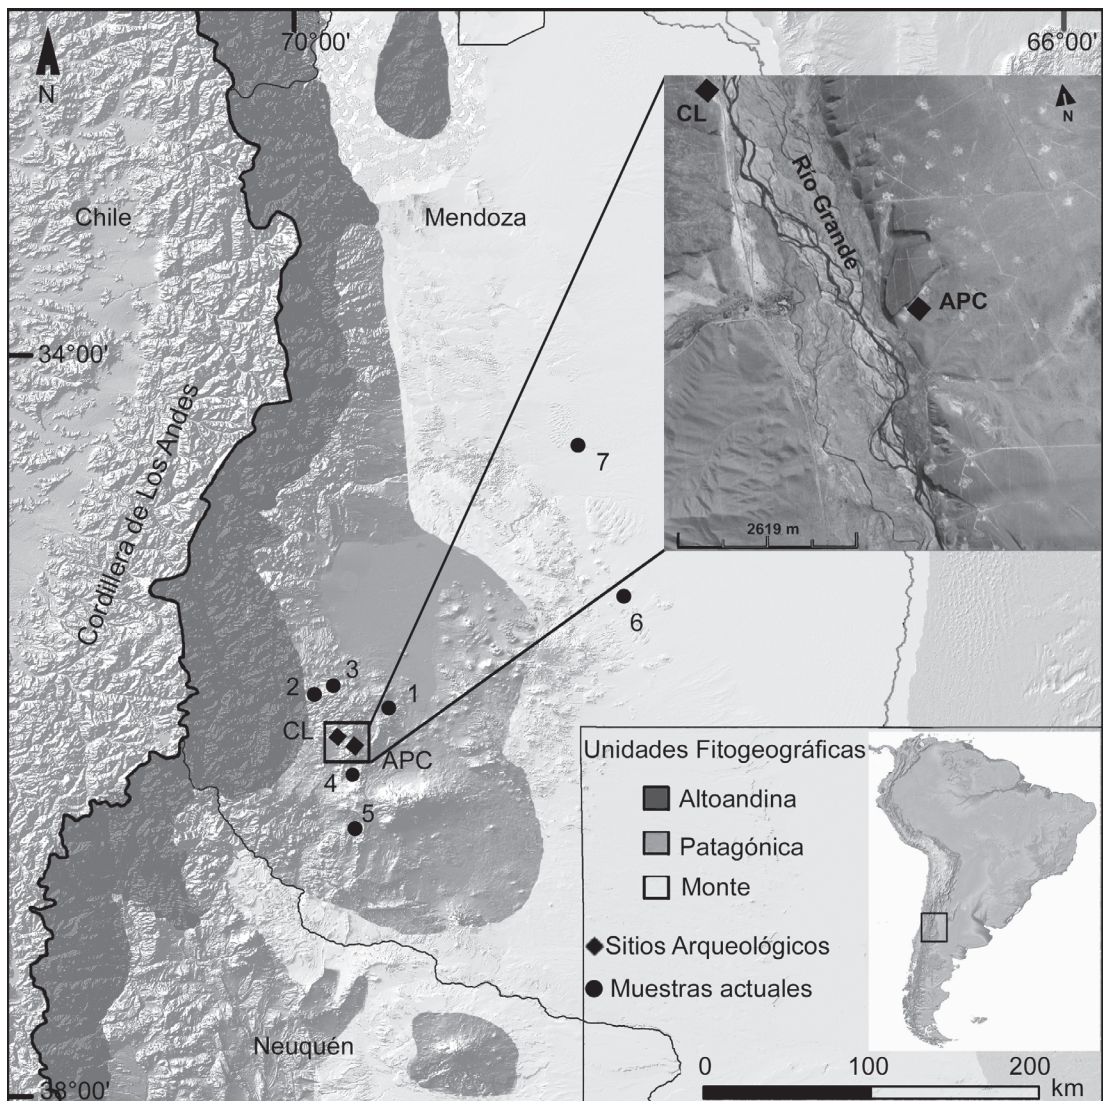 70°00'
66°00'
N
CL
N
Río Grande
Chile
Mendoza
APC
34°00'
Cordillera de Los Andes
7
2619 m
6
3
2
1
CL
APC
4
5
Unidades Fitogeográficas
Altoandina
Patagónica
Monte
Sitios Arqueológicos
Muestras actuales
Neuquén
0 100 200
km
38°00'